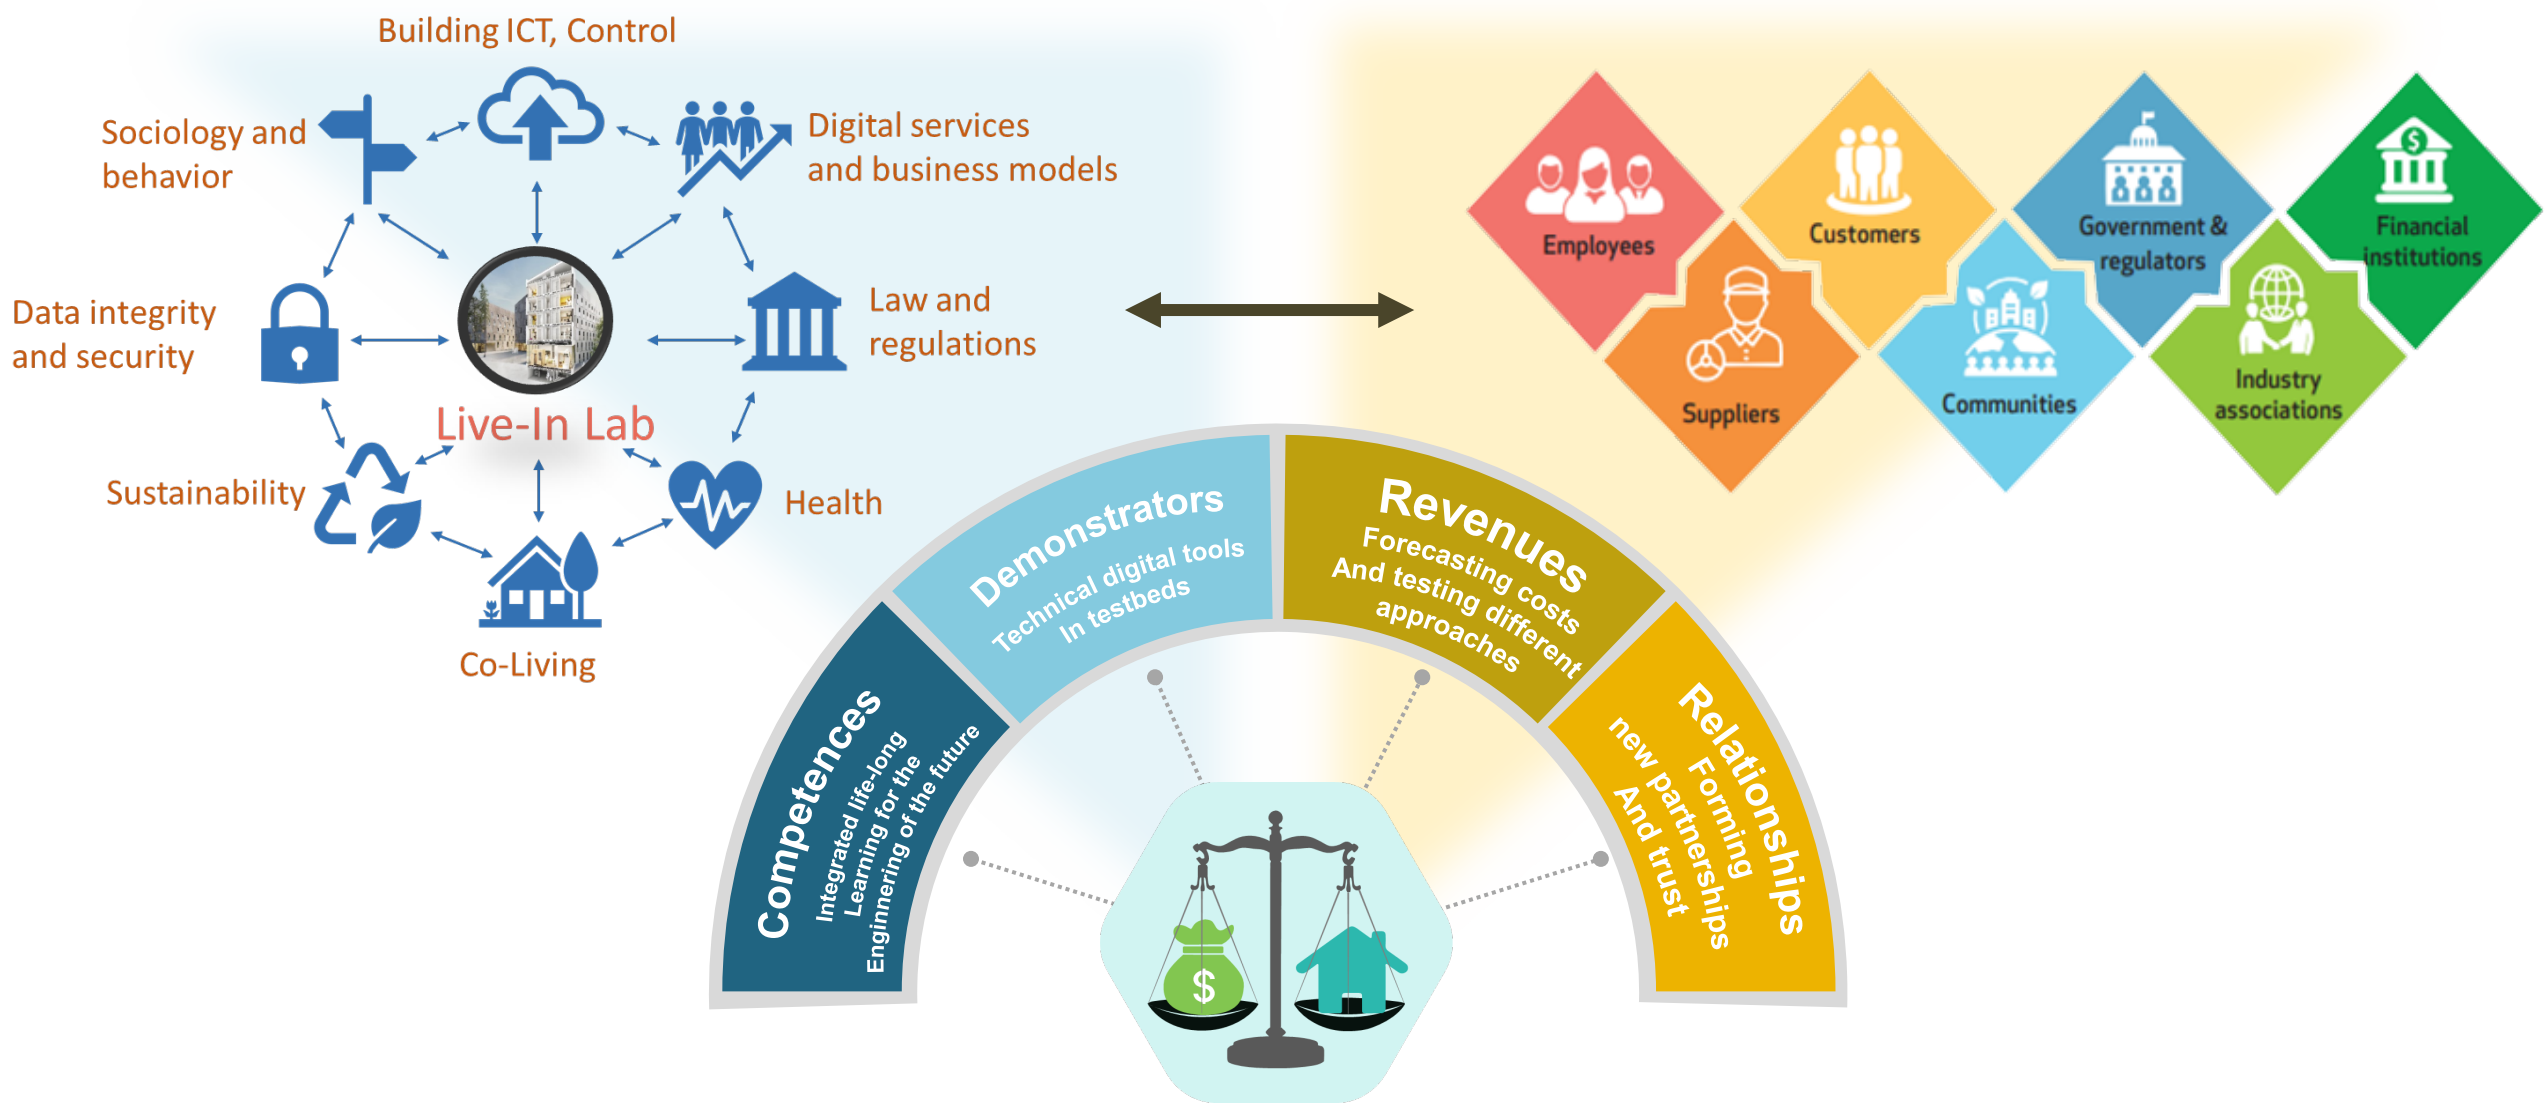 Building ICT, Control
Sociology and
behavior
Digital services
and business models
Data integrity
and security
Law and
regulations
Live-In Lab
Sustainability
Health
Co-Living
Employees
Customers
Government &
regulators
Financial
institutions
Suppliers
Communities
Industry
associations
Competences
Integrated life-long
Learning for the
Enginnering of the future
Demonstrators
Technical digital tools
In testbeds
Revenues
Forecasting costs
And testing different
approaches
Relationships
Forming
new partnerships
And trust
$
$